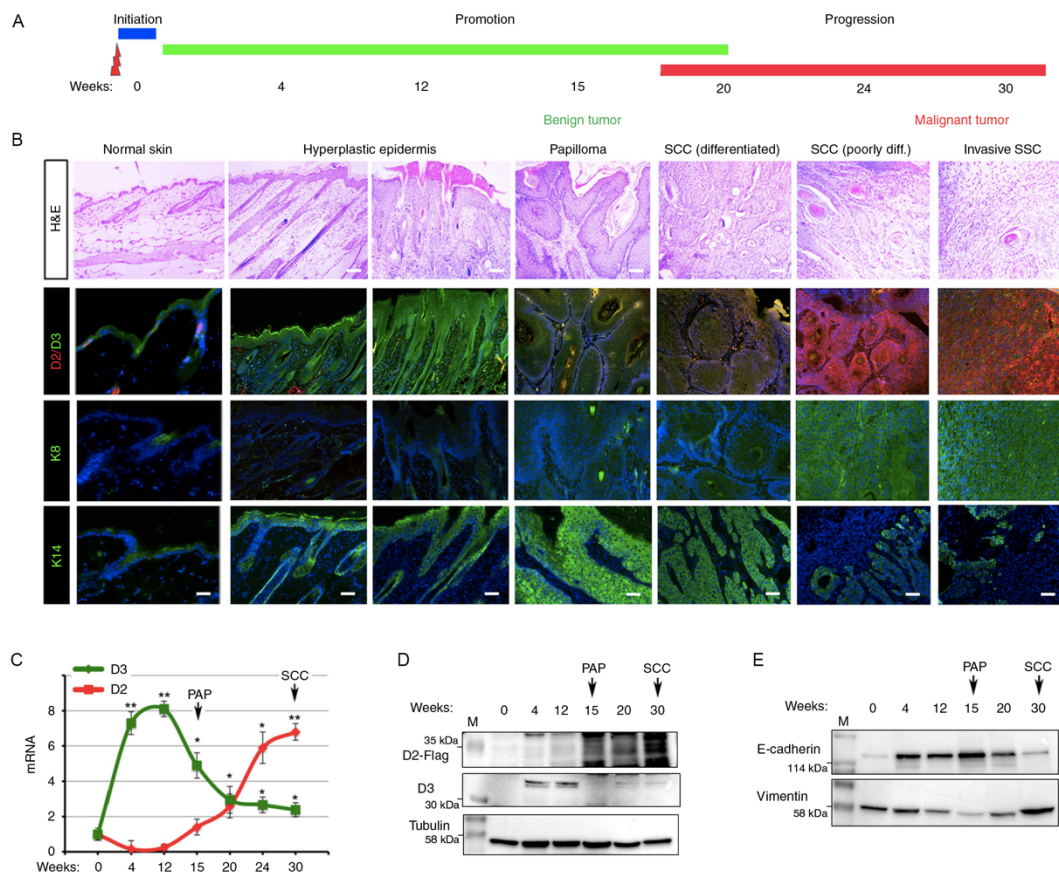 A
Initiation Promotion Progression
Weeks: 0 4 12 15 20 24 30
Benign tumor Malignant tumor
B
Normal skin Hyperplastic epidermis Papilloma SCC (differentiated) SCC (poorly diff.) Invasive SSC
H&E
D2/D3
K8
K14
C
D3
D2
PAP
SCC
mRNA
8
6
4
2
0
** ** * * * * * **
Weeks: 0 4 12 15 20 24 30
D
PAP SCC
Weeks: 0 4 12 15 20 30
M
35 kDa
D2-Flag
D3
30 kDa
Tubulin
58 kDa
E
PAP SCC
Weeks: 0 4 12 15 20 30
M
E-cadherin
114 kDa
Vimentin
58 kDa